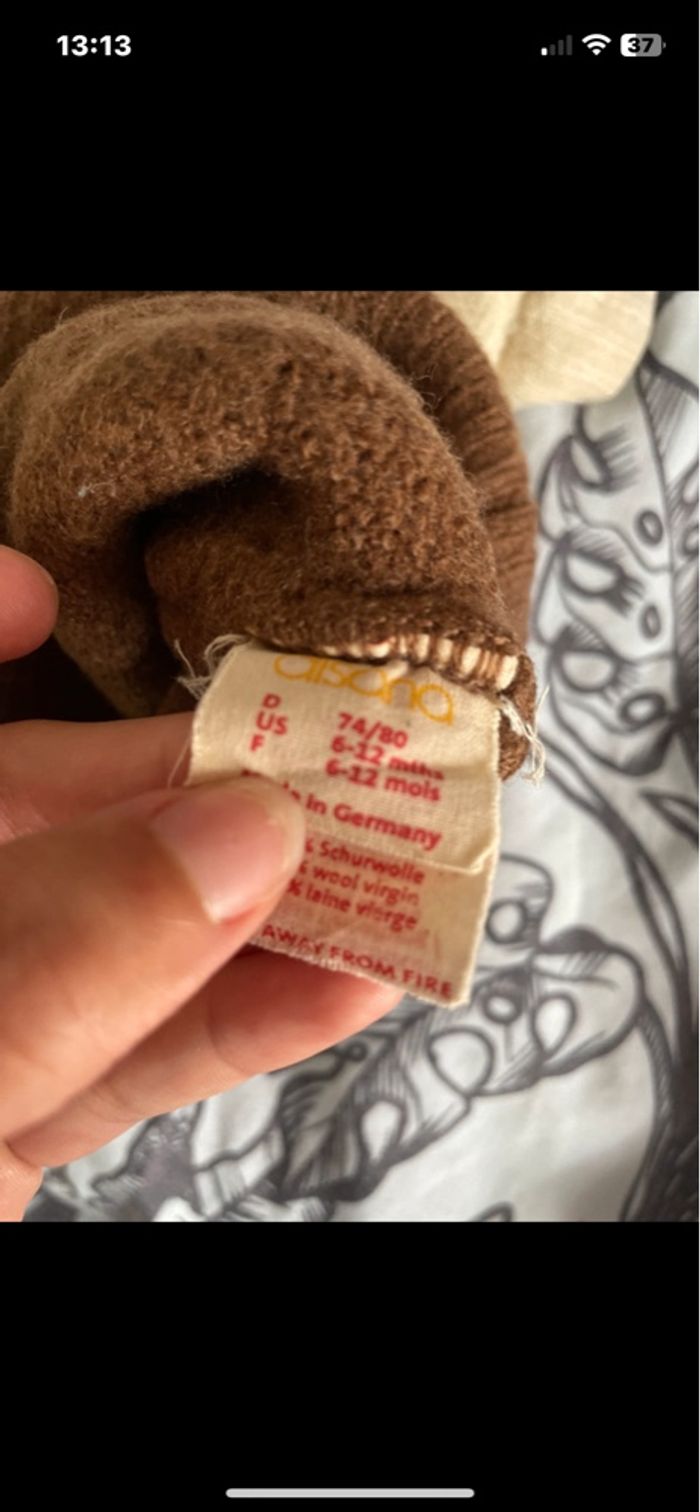 13:13
37
disana
D 74/80
US 6-12 mths
F 6-12 mois
in Germany
Schurwolle
wool virgin
% laine vierge
AWAY FROM FIRE